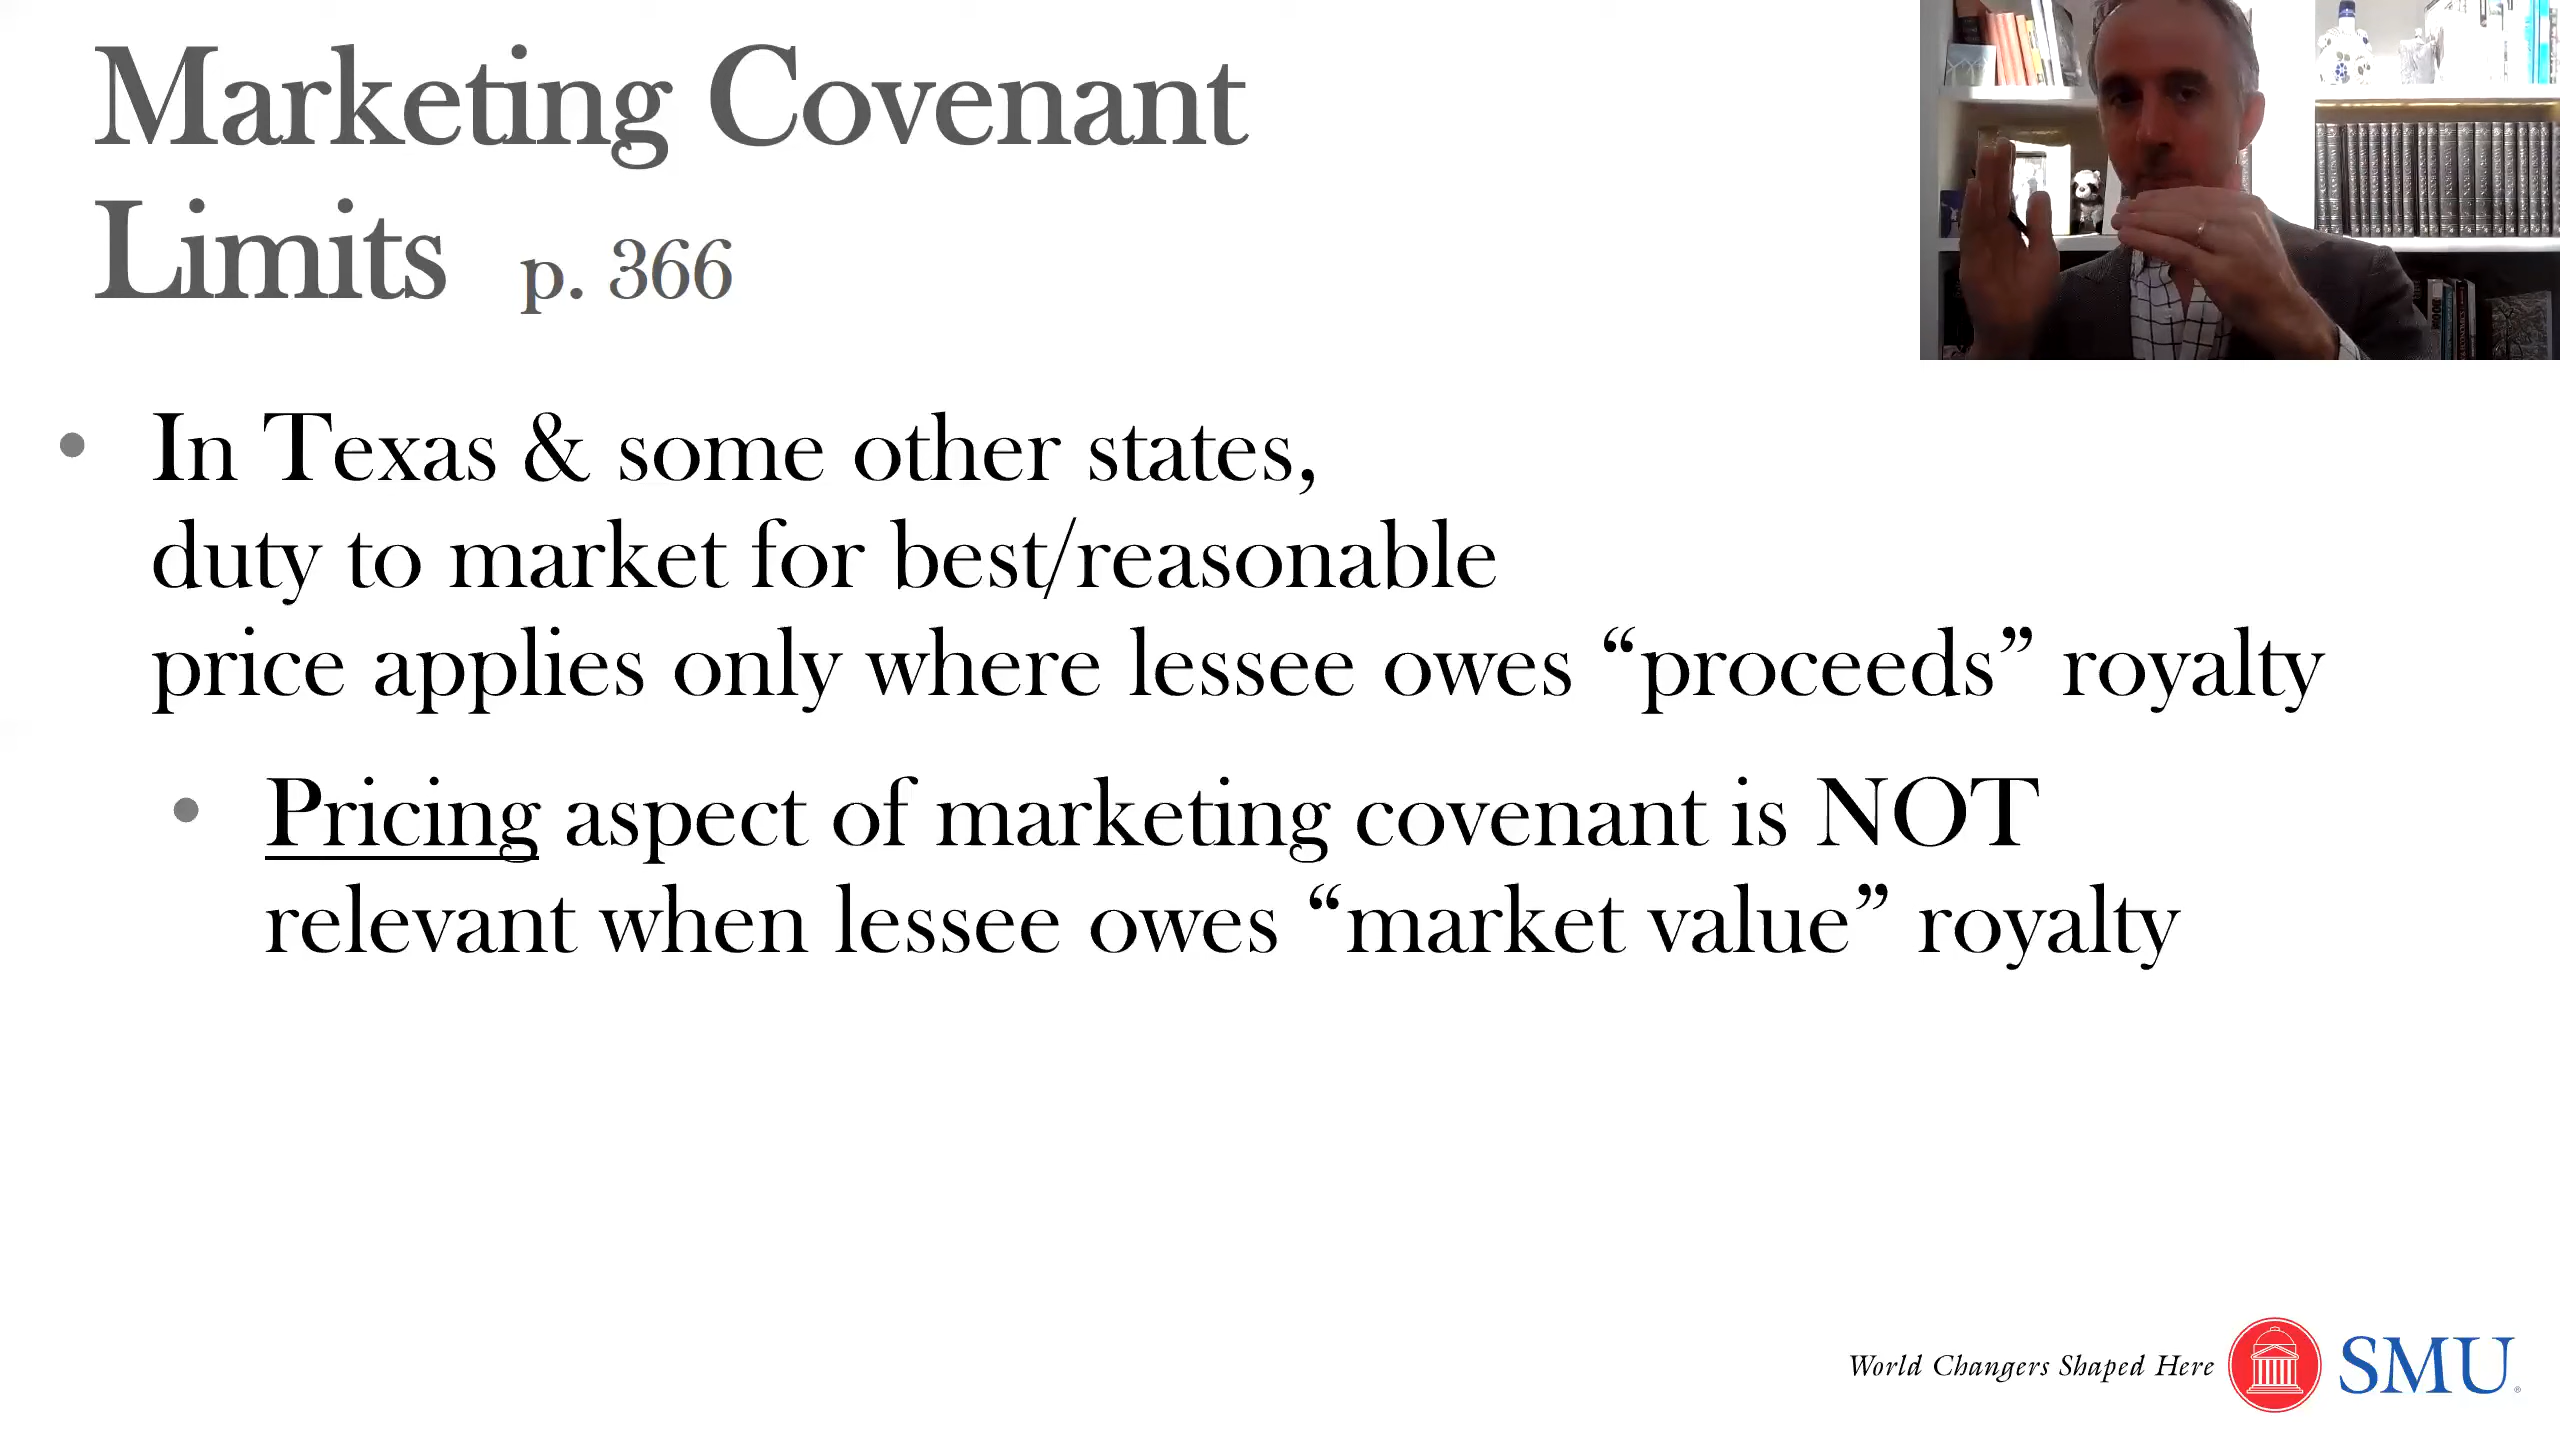 Marketing Covenant
Limits p. 366
• In Texas & some other states,
duty to market for best/reasonable
price applies only where lessee owes “proceeds” royalty
• Pricing aspect of marketing covenant is NOT
relevant when lessee owes “market value” royalty
World Changers Shaped Here SMU®